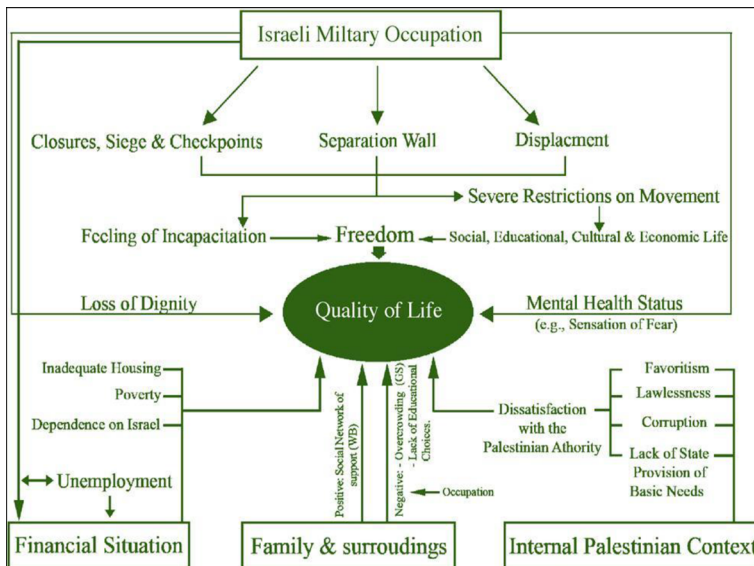 Israeli Miltary Occupation
Closures, Siege & Checkpoints
Separation Wall
Displacment
Severe Restrictions on Movement
Feeling of Incapacitation
Freedom
Social, Educational, Cultural & Economic Life
Loss of Dignity
Quality of Life
Mental Health Status
(e.g., Sensation of Fear)
Inadequate Housing
Poverty
Dependence on Israel
Unemployment
Positive: Social Network of
support (WB)
Negative: - Overcrowding (GS)
- Lack of Educational
Choices.
Occupation
Dissatisfaction
with the
Palestinian Athority
Favoritism
Lawlessness
Corruption
Lack of State
Provision of
Basic Needs
Financial Situation
Family & surroudings
Internal Palestinian Context